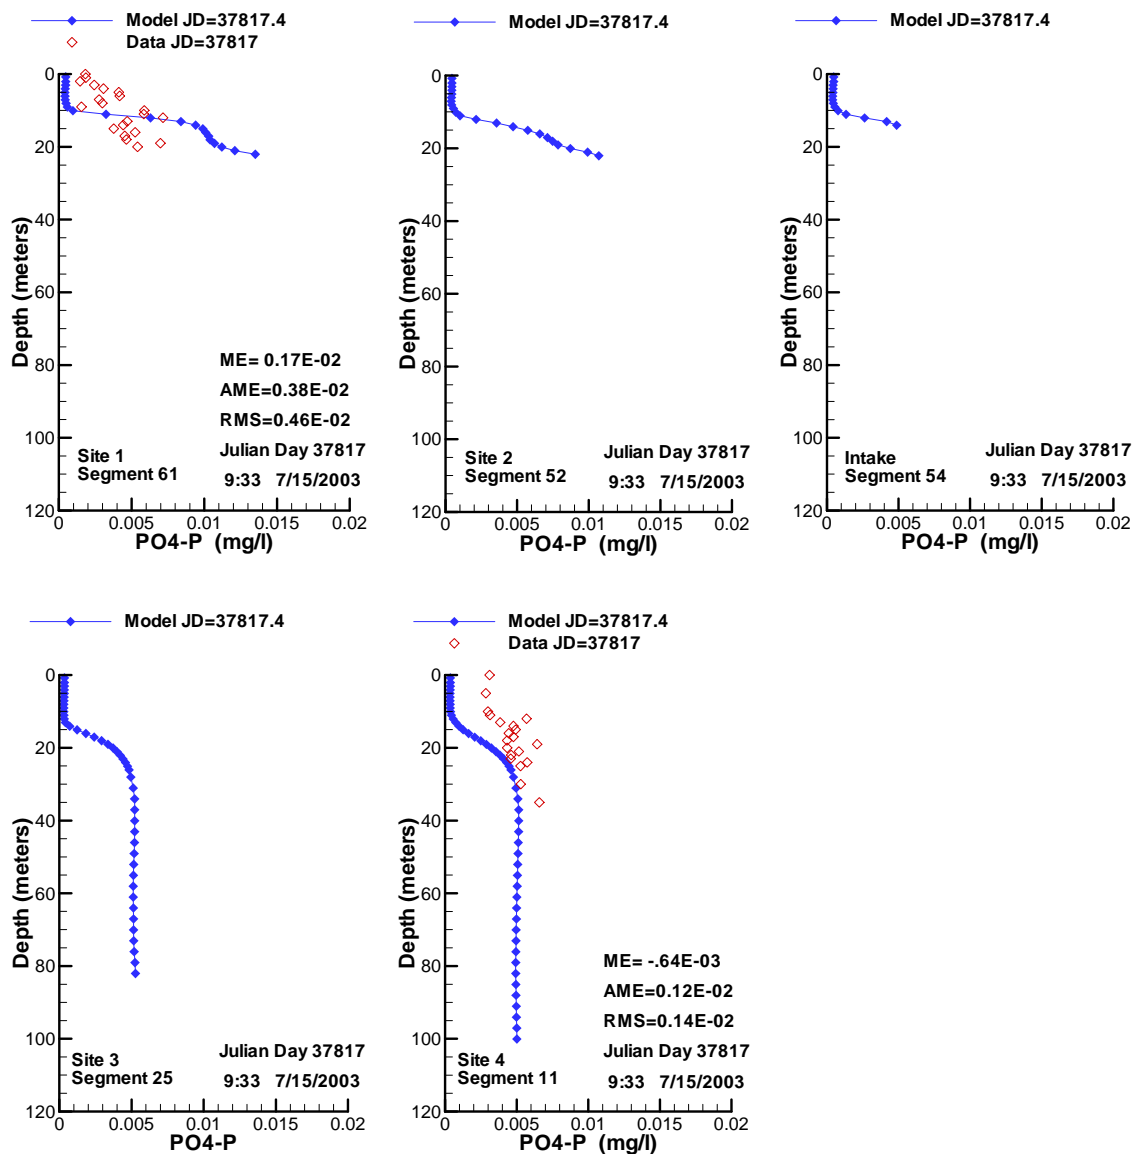 Model JD=37817.4
Data JD=37817
0
20
40
60
80
100
120
Depth (meters)
ME= 0.17E-02
AME=0.38E-02
RMS=0.46E-02
Julian Day 37817
9:33 7/15/2003
Site 1
Segment 61
0 0.005 0.01 0.015 0.02
PO4-P (mg/l)
Model JD=37817.4
0
20
40
60
80
100
120
Depth (meters)
Julian Day 37817
9:33 7/15/2003
Site 2
Segment 52
0 0.005 0.01 0.015 0.02
PO4-P (mg/l)
Model JD=37817.4
0
20
40
60
80
100
120
Depth (meters)
Julian Day 37817
9:33 7/15/2003
Intake
Segment 54
0 0.005 0.01 0.015 0.02
PO4-P (mg/l)
Model JD=37817.4
0
20
40
60
80
100
120
Depth (meters)
Julian Day 37817
9:33 7/15/2003
Site 3
Segment 25
0 0.005 0.01 0.015 0.02
PO4-P
Model JD=37817.4
Data JD=37817
0
20
40
60
80
100
120
Depth (meters)
ME= -.64E-03
AME=0.12E-02
RMS=0.14E-02
Julian Day 37817
9:33 7/15/2003
Site 4
Segment 11
0 0.005 0.01 0.015 0.02
PO4-P (mg/l)